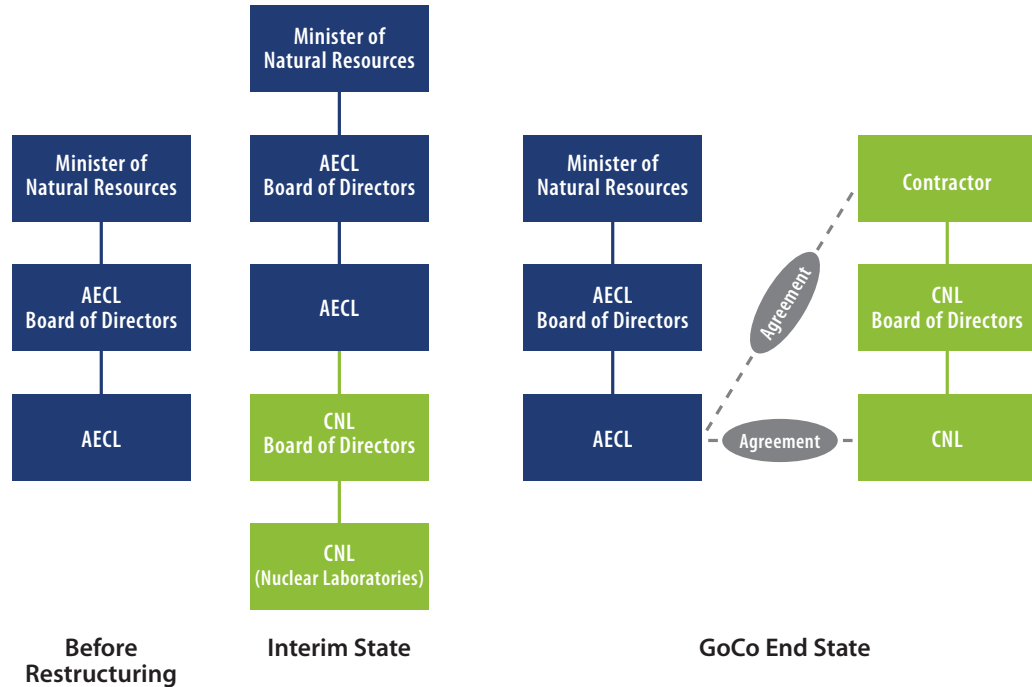 Minister of
Natural Resources
AECL
Board of Directors
AECL
Before
Restructuring
Minister of
Natural Resources
AECL
Board of Directors
AECL
CNL
Board of Directors
CNL
(Nuclear Laboratories)
Interim State
Minister of
Natural Resources
AECL
Board of Directors
AECL
Agreement
Agreement
Contractor
CNL
Board of Directors
CNL
GoCo End State